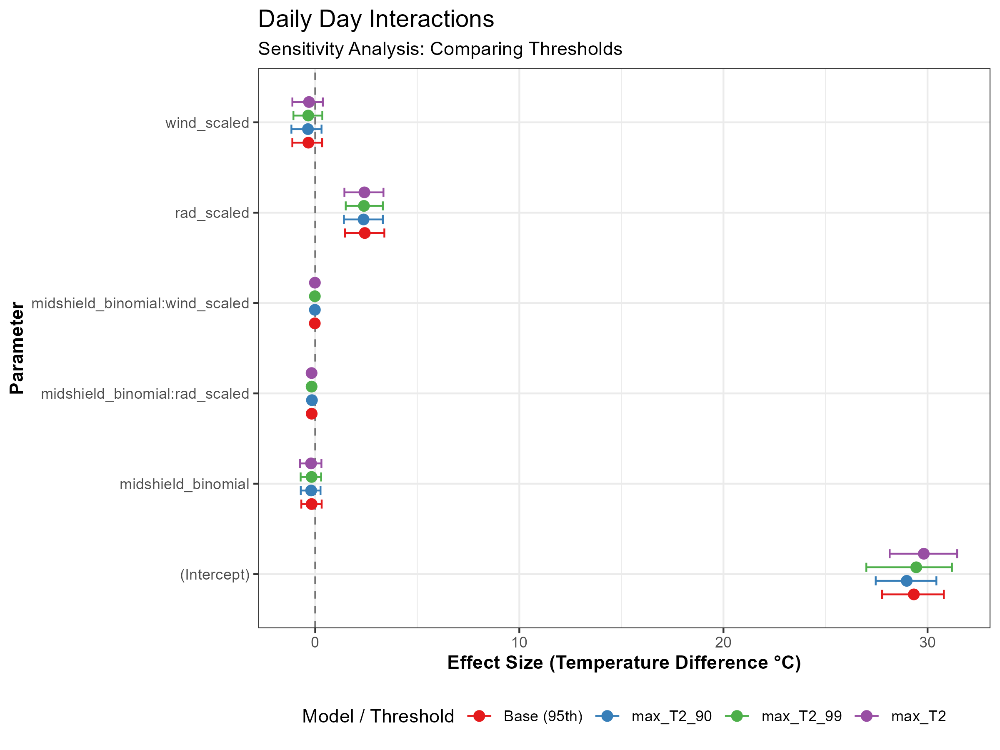 Daily Day Interactions
Sensitivity Analysis: Comparing Thresholds
Parameter
wind_scaled
rad_scaled
midshield_binomial:wind_scaled
midshield_binomial:rad_scaled
midshield_binomial
(Intercept)
0 10 20 30
Effect Size (Temperature Difference °C)
Model / Threshold Base (95th) max_T2_90 max_T2_99 max_T2